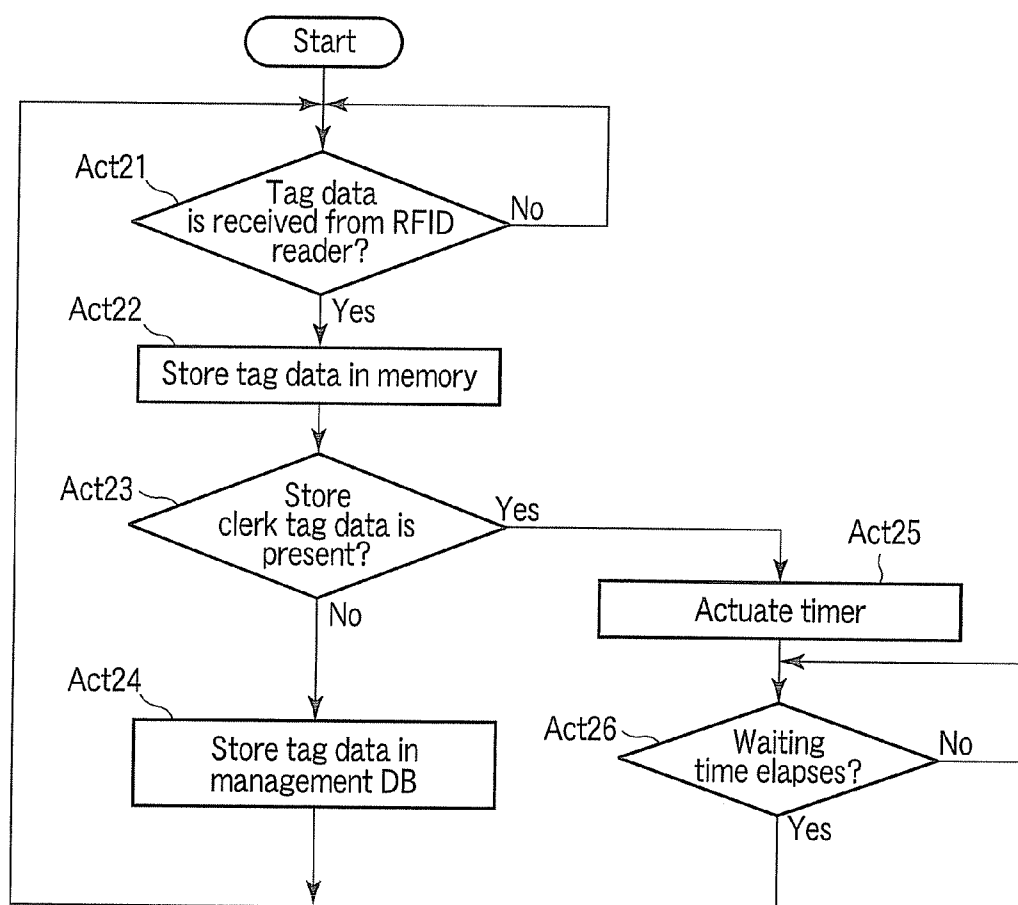 Start
Act21
Tag data
is received from RFID
reader?
No
Yes
Act22
Store tag data in memory
Act23
Store
clerk tag data is
present?
Yes
No
Act25
Actuate timer
Act24
Store tag data in
management DB
Act26
Waiting
time elapses?
No
Yes